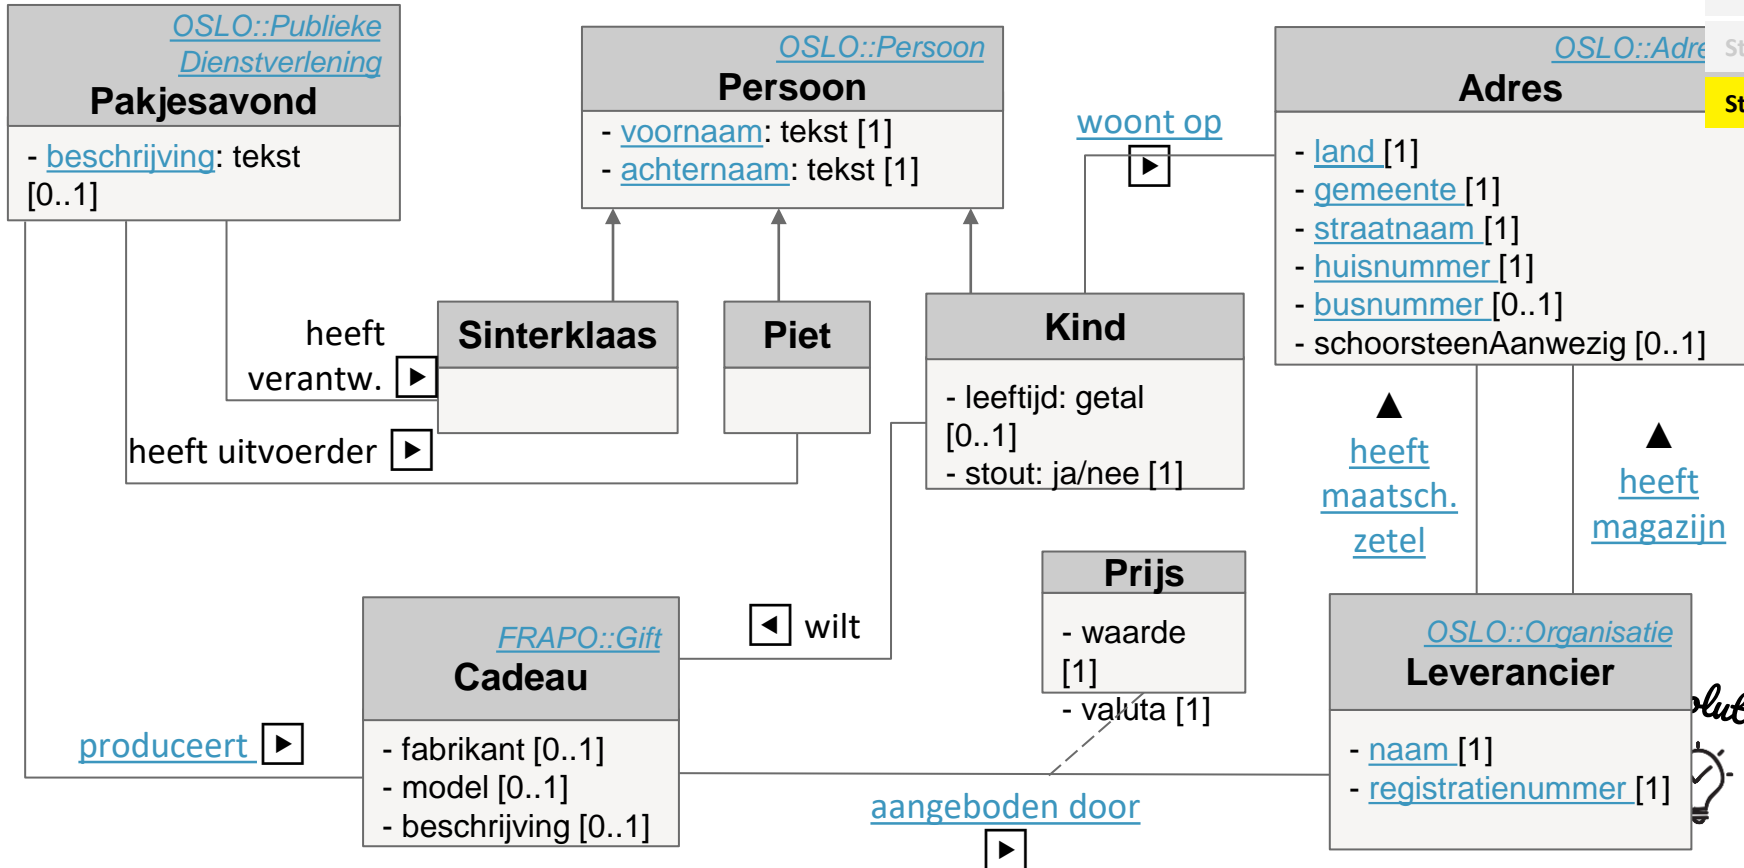 OSLO::Publieke
Dienstverlening
Pakjesavond
- beschrijving: tekst
[0..1]
OSLO::Persoon
Persoon
- voornaam: tekst [1]
- achternaam: tekst [1]
woont op
OSLO::Adre
Adres
- land [1]
- gemeente [1]
- straatnaam [1]
- huisnummer [1]
- busnummer [0..1]
- schoorsteenAanwezig [0..1]
St
St
heeft
verantw.
Sinterklaas
Piet
Kind
- leeftijd: getal
[0..1]
- stout: ja/nee [1]
heeft uitvoerder
heeft
maatsch.
zetel
heeft
magazijn
Prijs
- waarde
[1]
- valuta [1]
wilt
FRAPO::Gift
Cadeau
- fabrikant [0..1]
- model [0..1]
- beschrijving [0..1]
produceert
aangeboden door
OSLO::Organisatie
Leverancier
- naam [1]
- registratienummer [1]